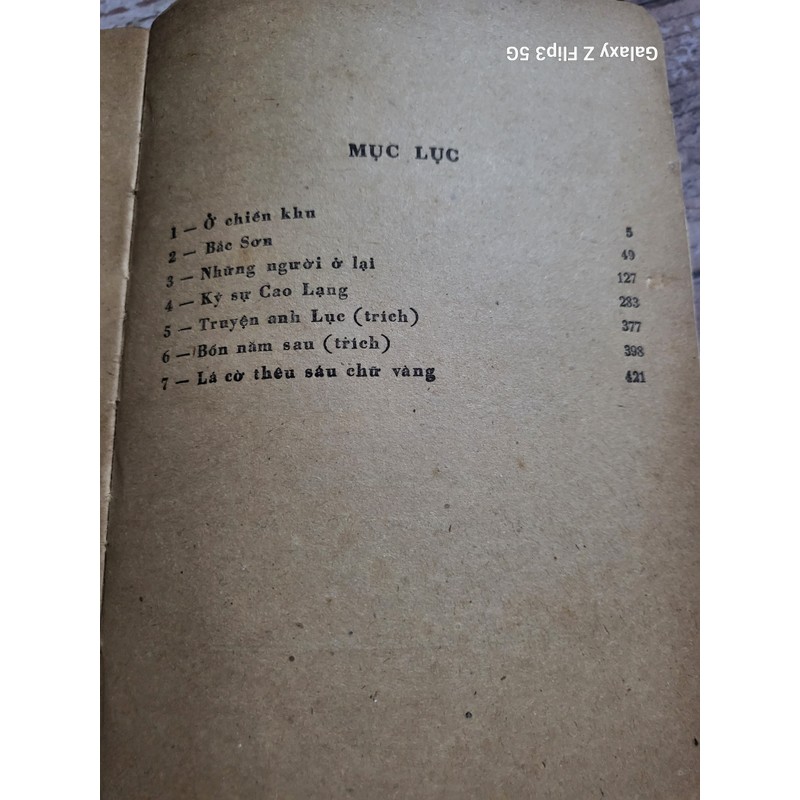 Galaxy Z Flip3 5G
MỤC LỤC
1 — Ở chiến khu 5
2 — Bắc Sơn 49
3 — Những người ở lại 127
4 — Ký sự Cao Lạng 283
5 — Truyện anh Lục (trích) 377
6 — Bốn năm sau (trích) 398
7 — Lá cờ thêu sáu chữ vàng 421